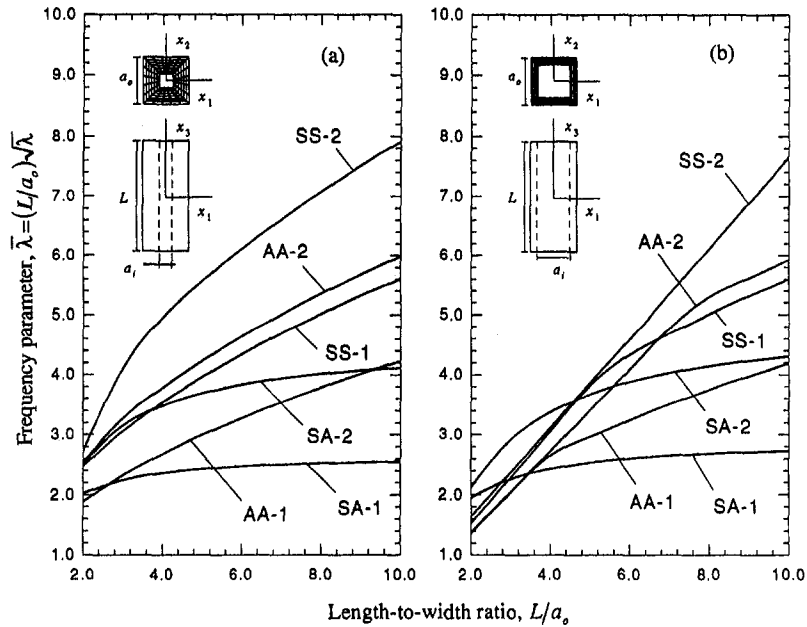 Frequency parameter, λ̅=(L/aₒ)√λ
10.0
9.0
8.0
7.0
6.0
5.0
4.0
3.0
2.0
1.0
2.0 4.0 6.0 8.0 10.0
(a)
x₂
aₒ
x₁
x₃
L
x₁
aᵢ
SS-2
AA-2
SS-1
SA-2
AA-1
SA-1
10.0
9.0
8.0
7.0
6.0
5.0
4.0
3.0
2.0
1.0
2.0 4.0 6.0 8.0 10.0
(b)
x₂
aₒ
x₁
x₃
L
x₁
aᵢ
SS-2
AA-2
SS-1
SA-2
AA-1
SA-1
Length-to-width ratio, L/aₒ